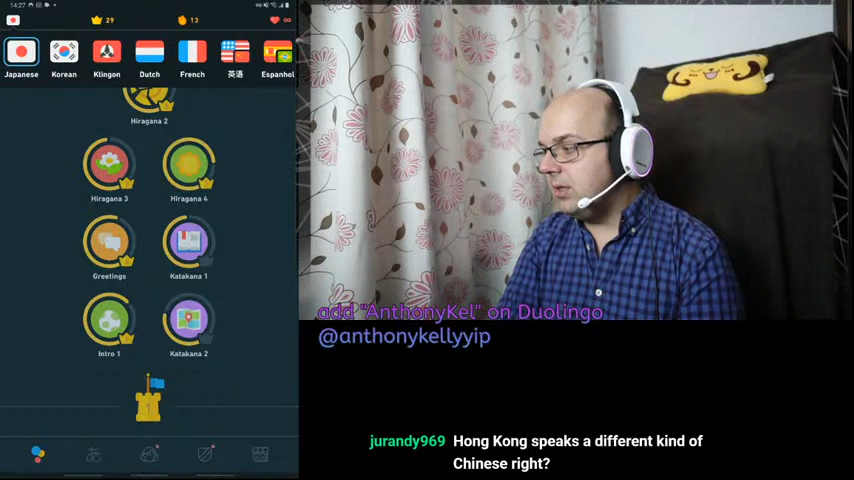 14:27
29
13
Japanese
Korean
Klingon
Dutch
French
英语
Espanhol
Hiragana 2
Hiragana 3
Hiragana 4
Greetings
Katakana 1
Intro 1
Katakana 2
1
add "AnthonyKel" on Duolingo
@anthonykellyyip
jurandy969 Hong Kong speaks a different kind of
Chinese right?